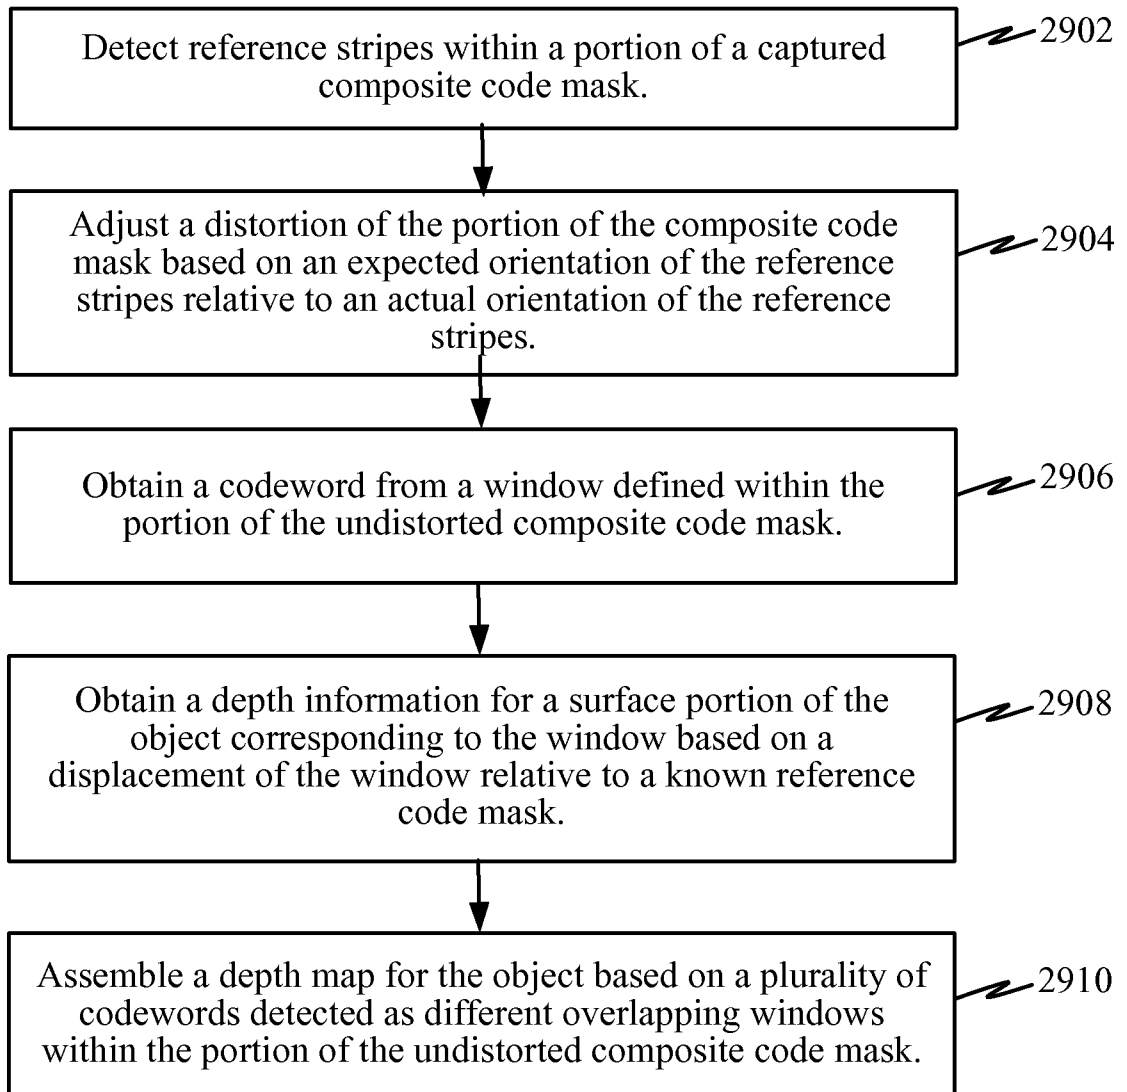 Detect reference stripes within a portion of a captured
composite code mask.
2902
Adjust a distortion of the portion of the composite code
mask based on an expected orientation of the reference
stripes relative to an actual orientation of the reference
stripes.
2904
Obtain a codeword from a window defined within the
portion of the undistorted composite code mask.
2906
Obtain a depth information for a surface portion of the
object corresponding to the window based on a
displacement of the window relative to a known reference
code mask.
2908
Assemble a depth map for the object based on a plurality of
codewords detected as different overlapping windows
within the portion of the undistorted composite code mask.
2910